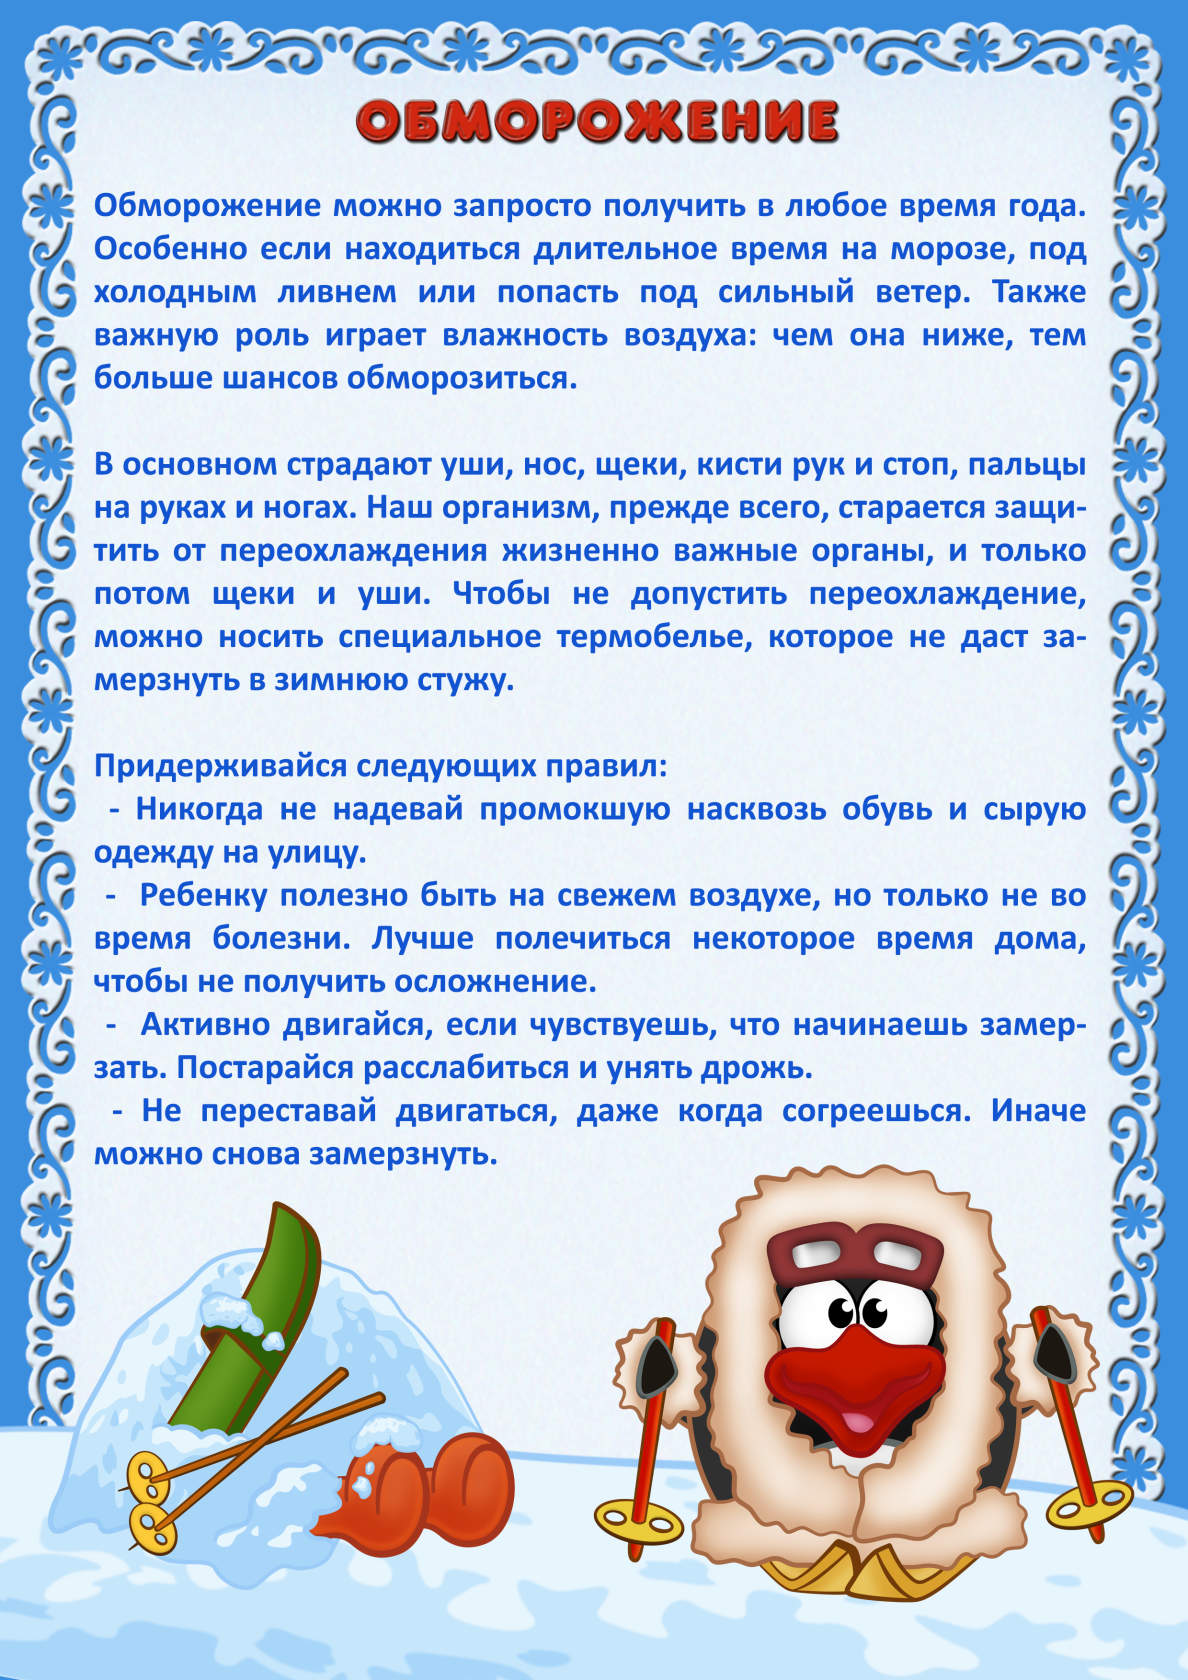 ОБМОРОЖЕНИЕ
Обморожение можно запросто получить в любое время года.
Особенно если находиться длительное время на морозе, под
холодным ливнем или попасть под сильный ветер. Также
важную роль играет влажность воздуха: чем она ниже, тем
больше шансов обморозиться.
В основном страдают уши, нос, щеки, кисти рук и стоп, пальцы
на руках и ногах. Наш организм, прежде всего, старается защи-
тить от переохлаждения жизненно важные органы, и только
потом щеки и уши. Чтобы не допустить переохлаждение,
можно носить специальное термобелье, которое не даст за-
мерзнуть в зимнюю стужу.
Придерживайся следующих правил:
- Никогда не надевай промокшую насквозь обувь и сырую
одежду на улицу.
- Ребенку полезно быть на свежем воздухе, но только не во
время болезни. Лучше полечиться некоторое время дома,
чтобы не получить осложнение.
- Активно двигайся, если чувствуешь, что начинаешь замер-
зать. Постарайся расслабиться и унять дрожь.
- Не переставай двигаться, даже когда согреешься. Иначе
можно снова замерзнуть.